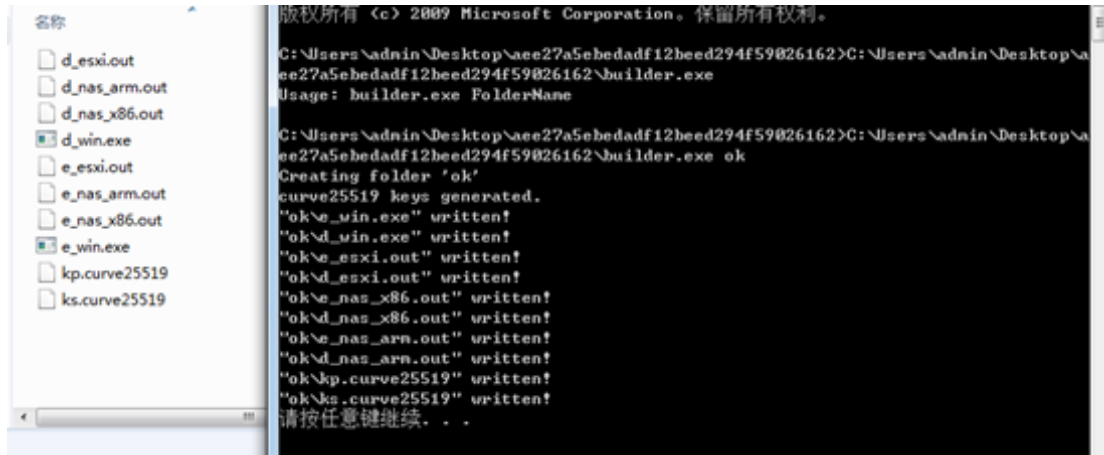 名称
d_esxi.out
d_nas_arm.out
d_nas_x86.out
d_win.exe
e_esxi.out
e_nas_arm.out
e_nas_x86.out
e_win.exe
kp.curve25519
ks.curve25519
版权所有 <c> 2009 Microsoft Corporation。保留所有权利。
C:\Users\admin\Desktop\aee27a5ebedadf12beed294f59026162>C:\Users\admin\Desktop\a
ee27a5ebedadf12beed294f59026162\builder.exe
Usage: builder.exe FolderName
C:\Users\admin\Desktop\aee27a5ebedadf12beed294f59026162>C:\Users\admin\Desktop\a
ee27a5ebedadf12beed294f59026162\builder.exe ok
Creating folder 'ok'
curve25519 keys generated.
"ok\e_win.exe" written!
"ok\d_win.exe" written!
"ok\e_esxi.out" written!
"ok\d_esxi.out" written!
"ok\e_nas_x86.out" written!
"ok\d_nas_x86.out" written!
"ok\e_nas_arm.out" written!
"ok\d_nas_arm.out" written!
"ok\kp.curve25519" written!
"ok\ks.curve25519" written!
请按任意键继续. . .